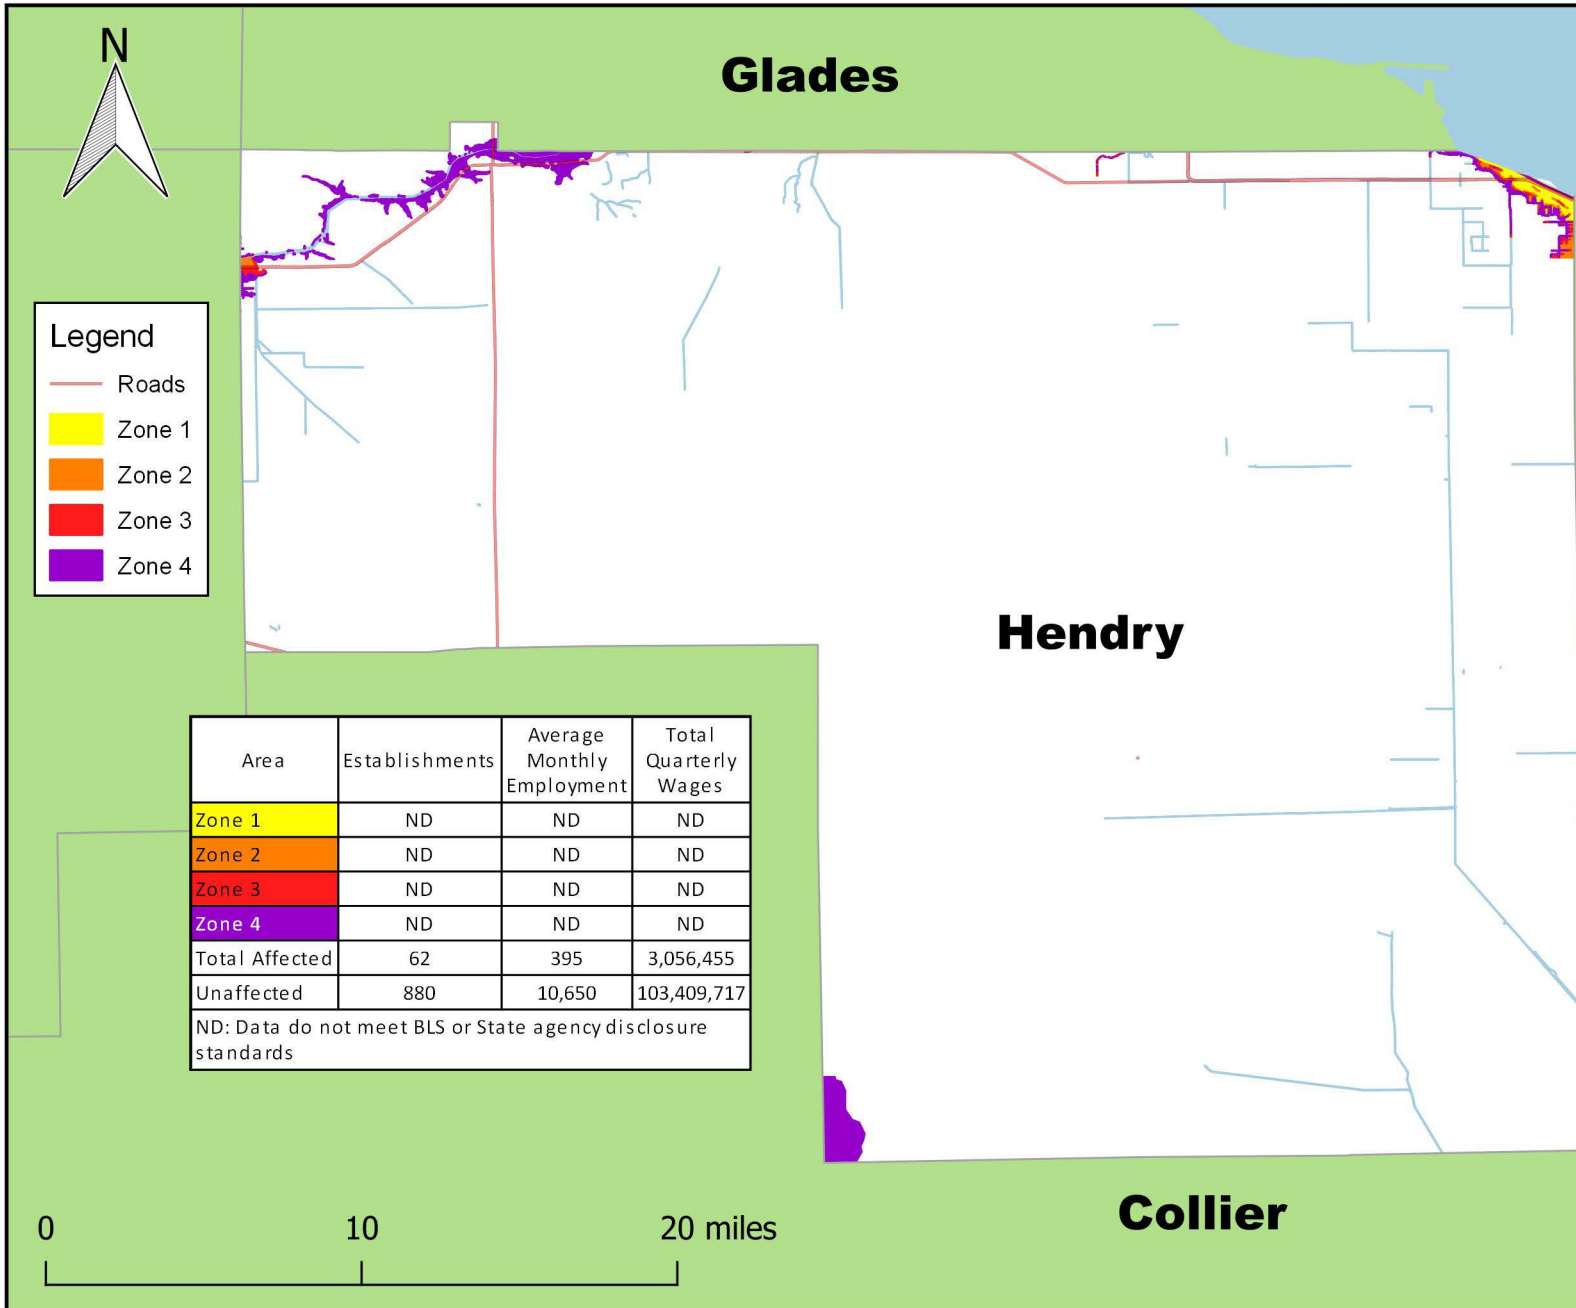 N
Glades
Legend
Roads
Zone 1
Zone 2
Zone 3
Zone 4
Hendry
Area Establishments Average Monthly Employment Total Quarterly Wages
Zone 1 ND ND ND
Zone 2 ND ND ND
Zone 3 ND ND ND
Zone 4 ND ND ND
Total Affected 62 395 3,056,455
Unaffected 880 10,650 103,409,717
ND: Data do not meet BLS or State agency disclosure
standards
Collier
0 10 20 miles